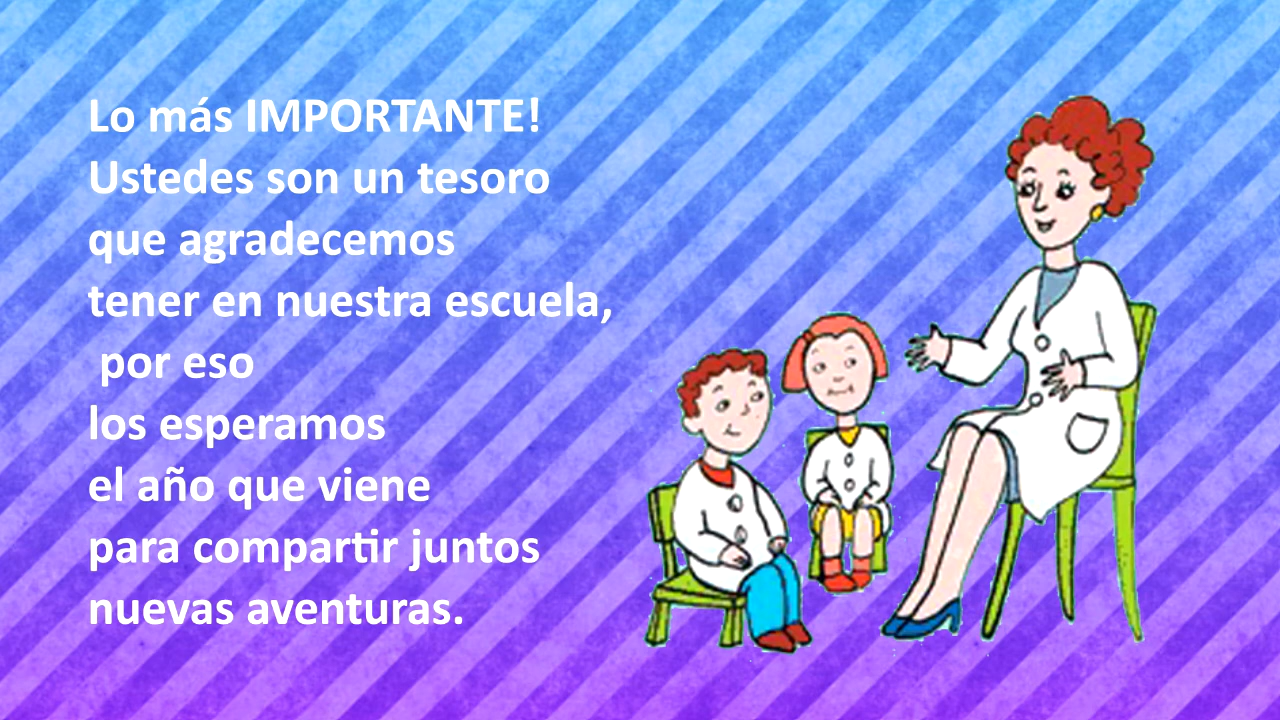 Lo más IMPORTANTE!
Ustedes son un tesoro
que agradecemos
tener en nuestra escuela,
por eso
los esperamos
el año que viene
para compartir juntos
nuevas aventuras.